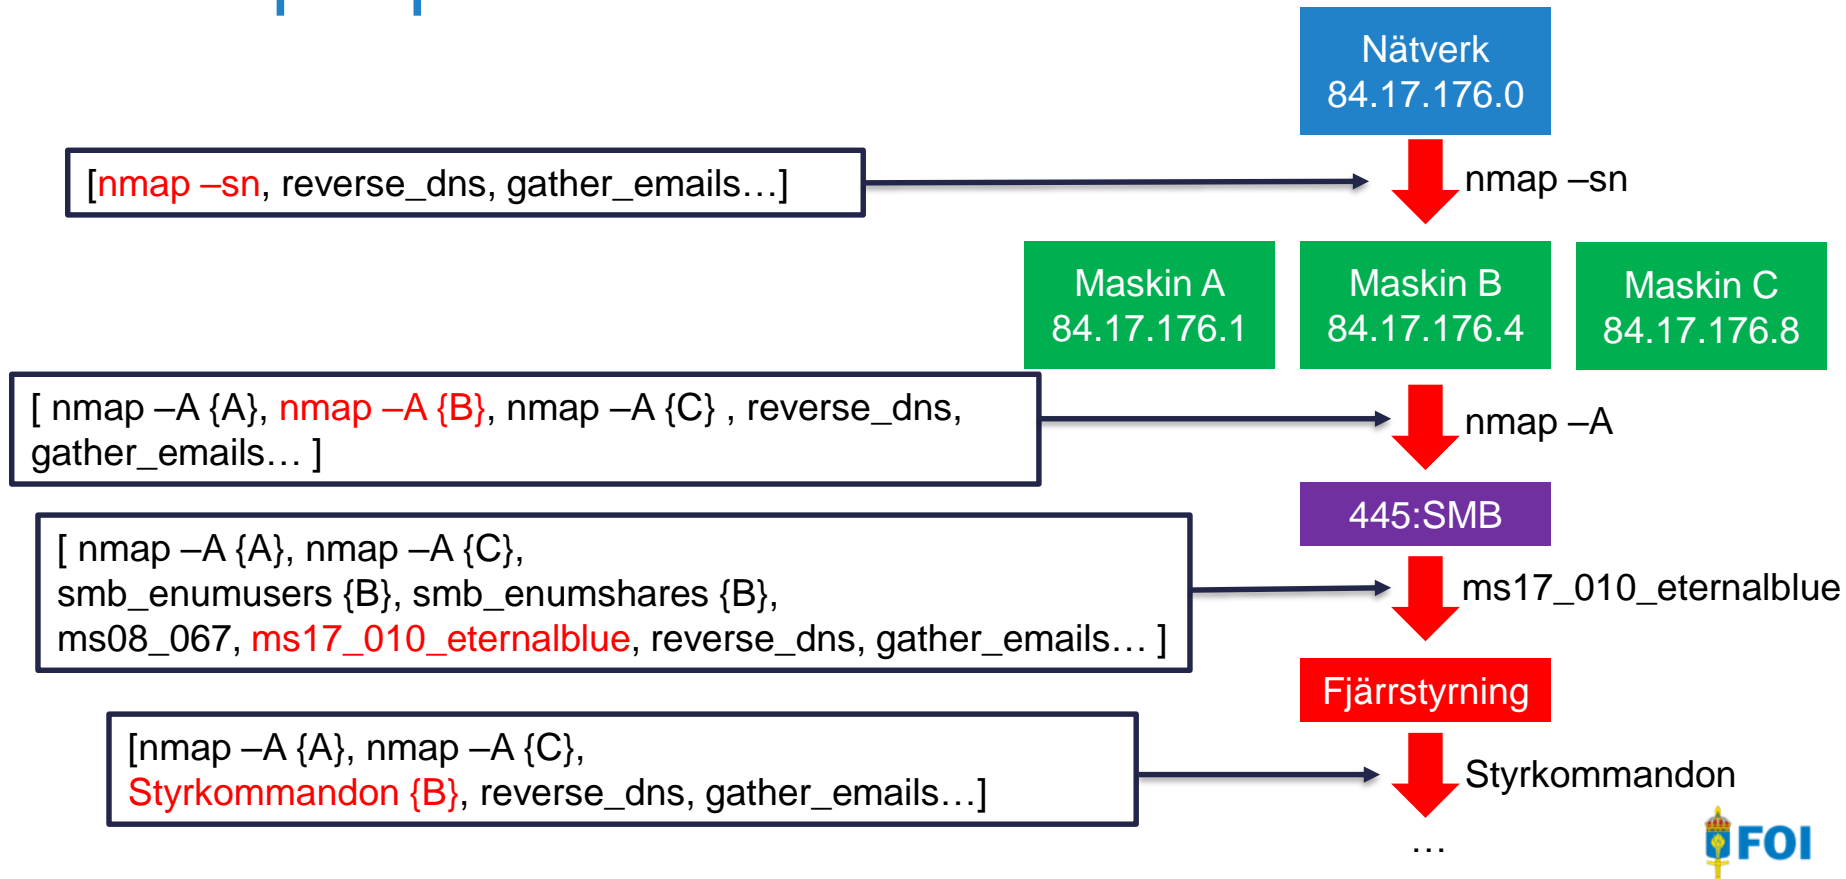 Nätverk
84.17.176.0
[nmap –sn, reverse_dns, gather_emails…]
nmap –sn
Maskin A
84.17.176.1
Maskin B
84.17.176.4
Maskin C
84.17.176.8
[ nmap –A {A}, nmap –A {B}, nmap –A {C} , reverse_dns,
gather_emails… ]
nmap –A
445:SMB
[ nmap –A {A}, nmap –A {C},
smb_enumusers {B}, smb_enumshares {B},
ms08_067, ms17_010_eternalblue, reverse_dns, gather_emails… ]
ms17_010_eternalblue
Fjärrstyrning
[nmap –A {A}, nmap –A {C},
Styrkommandon {B}, reverse_dns, gather_emails…]
Styrkommandon
…
FOI